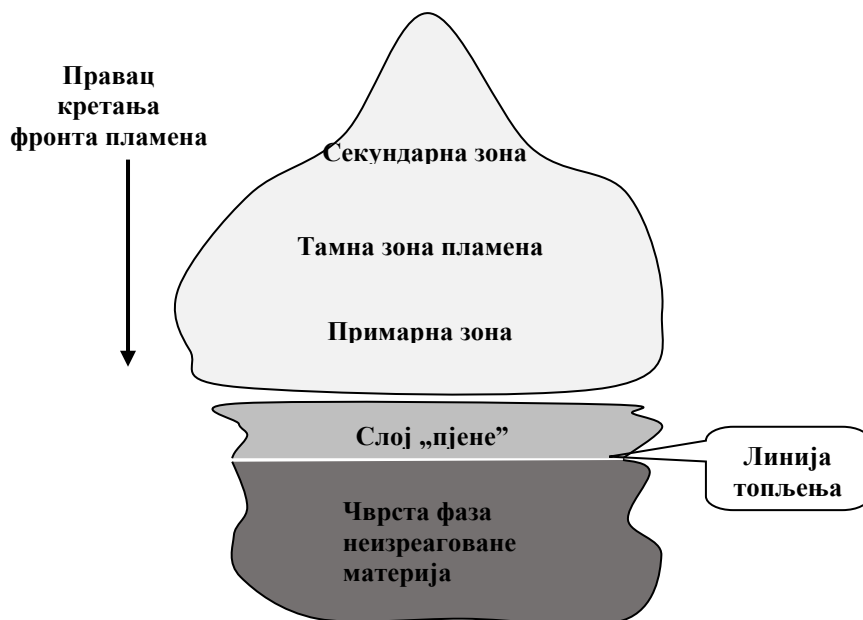 Правац
кретања
фронта пламена
Секундарна зона
Тамна зона пламена
Примарна зона
Слој „пјене”
Линија
топљења
Чврста фаза
неизреаговане
материја